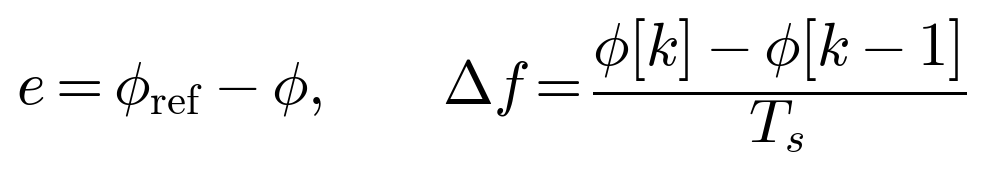 e = ϕ_ref − ϕ,    Δf = (ϕ[k] − ϕ[k − 1]) / T_s